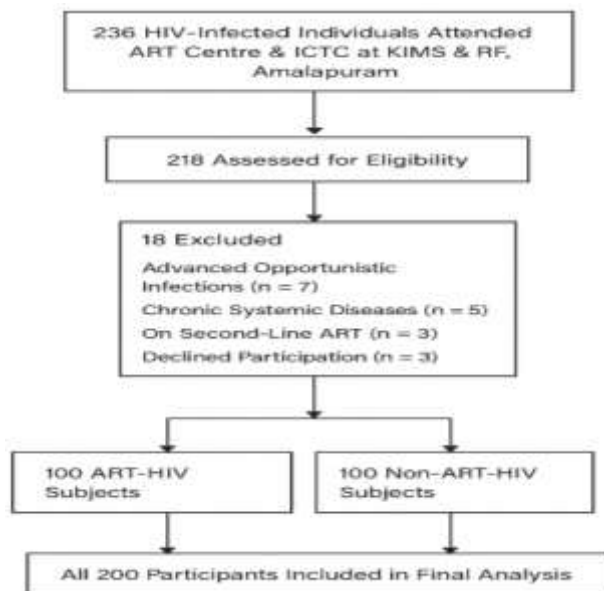 236 HIV-Infected Individuals Attended
ART Centre & ICTC at KIMS & RF,
Amalapuram
218 Assessed for Eligibility
18 Excluded
Advanced Opportunistic
Infections (n = 7)
Chronic Systemic Diseases (n = 5)
On Second-Line ART (n = 3)
Declined Participation (n = 3)
100 ART-HIV
Subjects
100 Non-ART-HIV
Subjects
All 200 Participants Included in Final Analysis